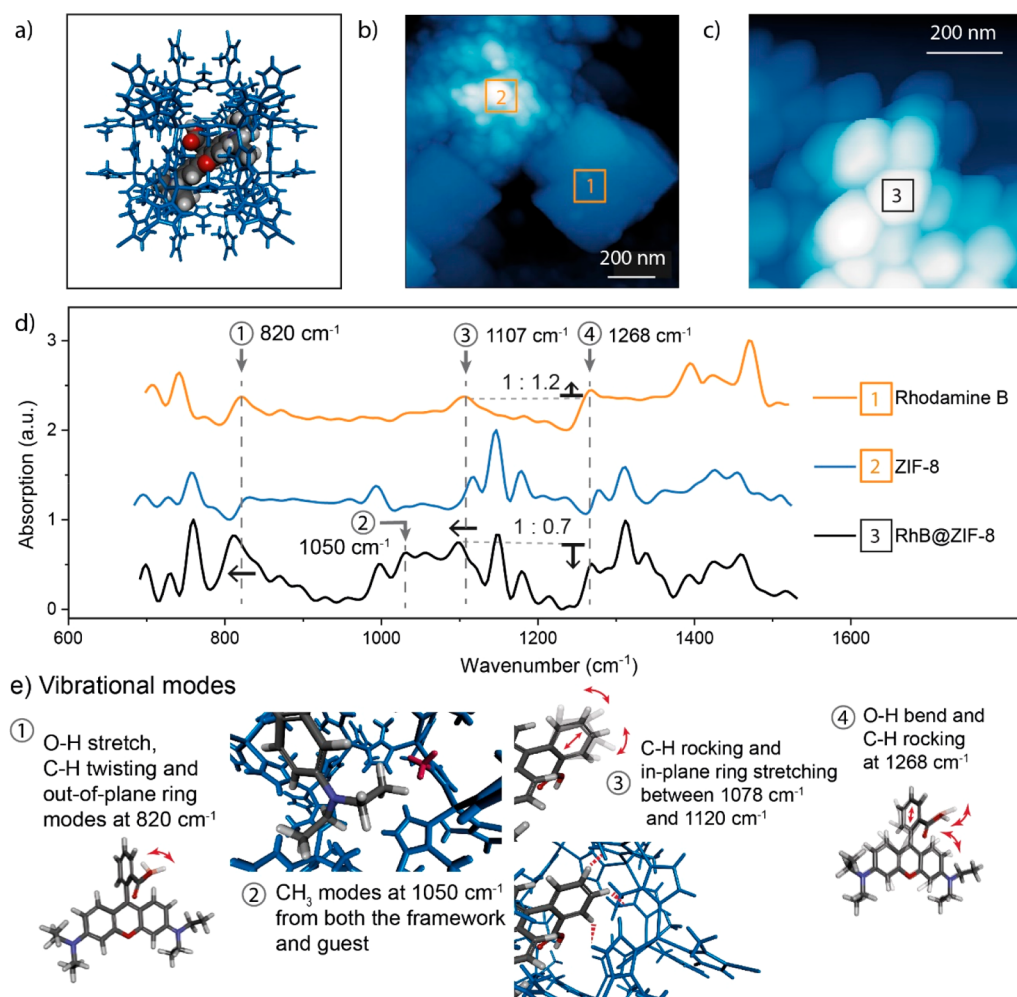 a)
b)
c)
2
1
200 nm
200 nm
3
d)
① 820 cm⁻¹
③ 1107 cm⁻¹
④ 1268 cm⁻¹
3
2
1
0
Absorption (a.u.)
1 : 1.2
②
1050 cm⁻¹
1 : 0.7
1 Rhodamine B
2 ZIF-8
3 RhB@ZIF-8
600
800
1000
1200
1400
1600
Wavenumber (cm⁻¹)
e) Vibrational modes
①
O-H stretch,
C-H twisting and
out-of-plane ring
modes at 820 cm⁻¹
② CH₃ modes at 1050 cm⁻¹
from both the framework
and guest
③
C-H rocking and
in-plane ring stretching
between 1078 cm⁻¹
and 1120 cm⁻¹
④ O-H bend and
C-H rocking
at 1268 cm⁻¹